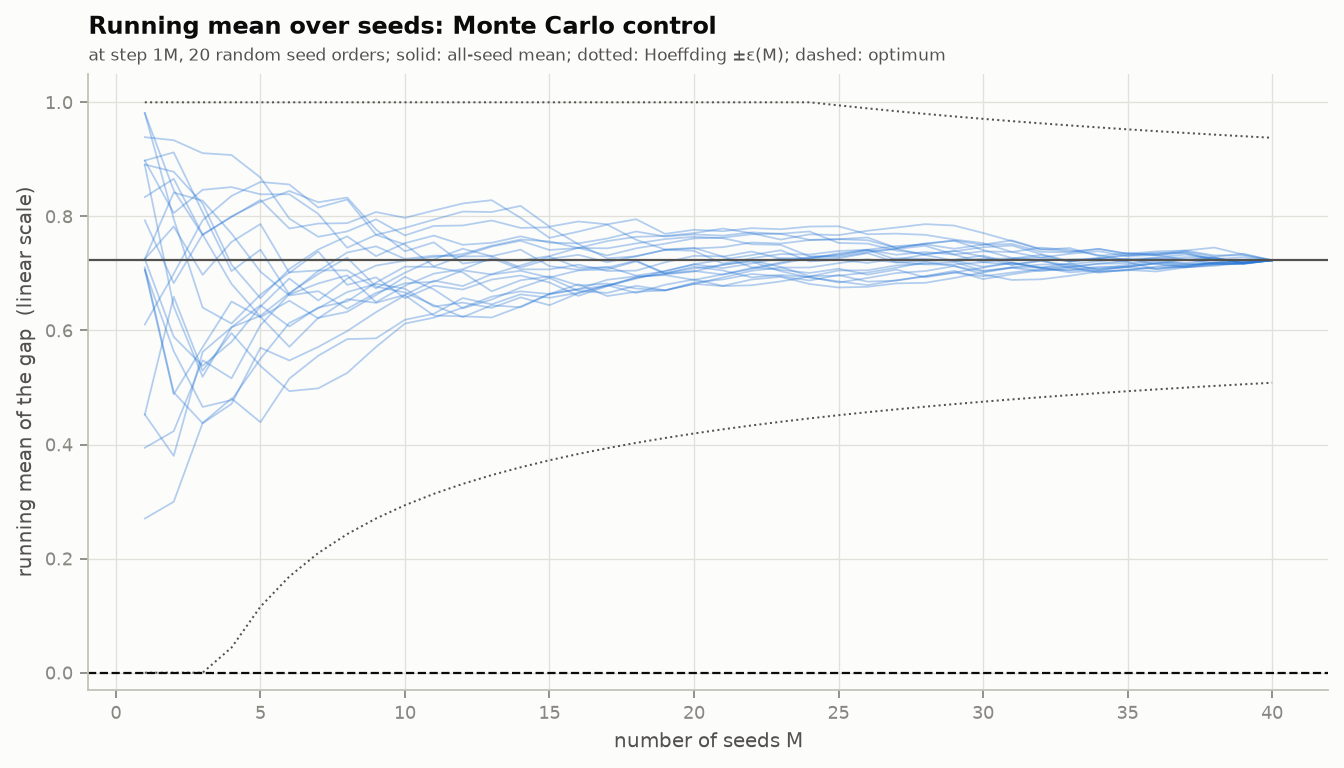 Running mean over seeds: Monte Carlo control
at step 1M, 20 random seed orders; solid: all-seed mean; dotted: Hoeffding ±ε(M); dashed: optimum
running mean of the gap  (linear scale)
1.0
0.8
0.6
0.4
0.2
0.0
0 5 10 15 20 25 30 35 40
number of seeds M